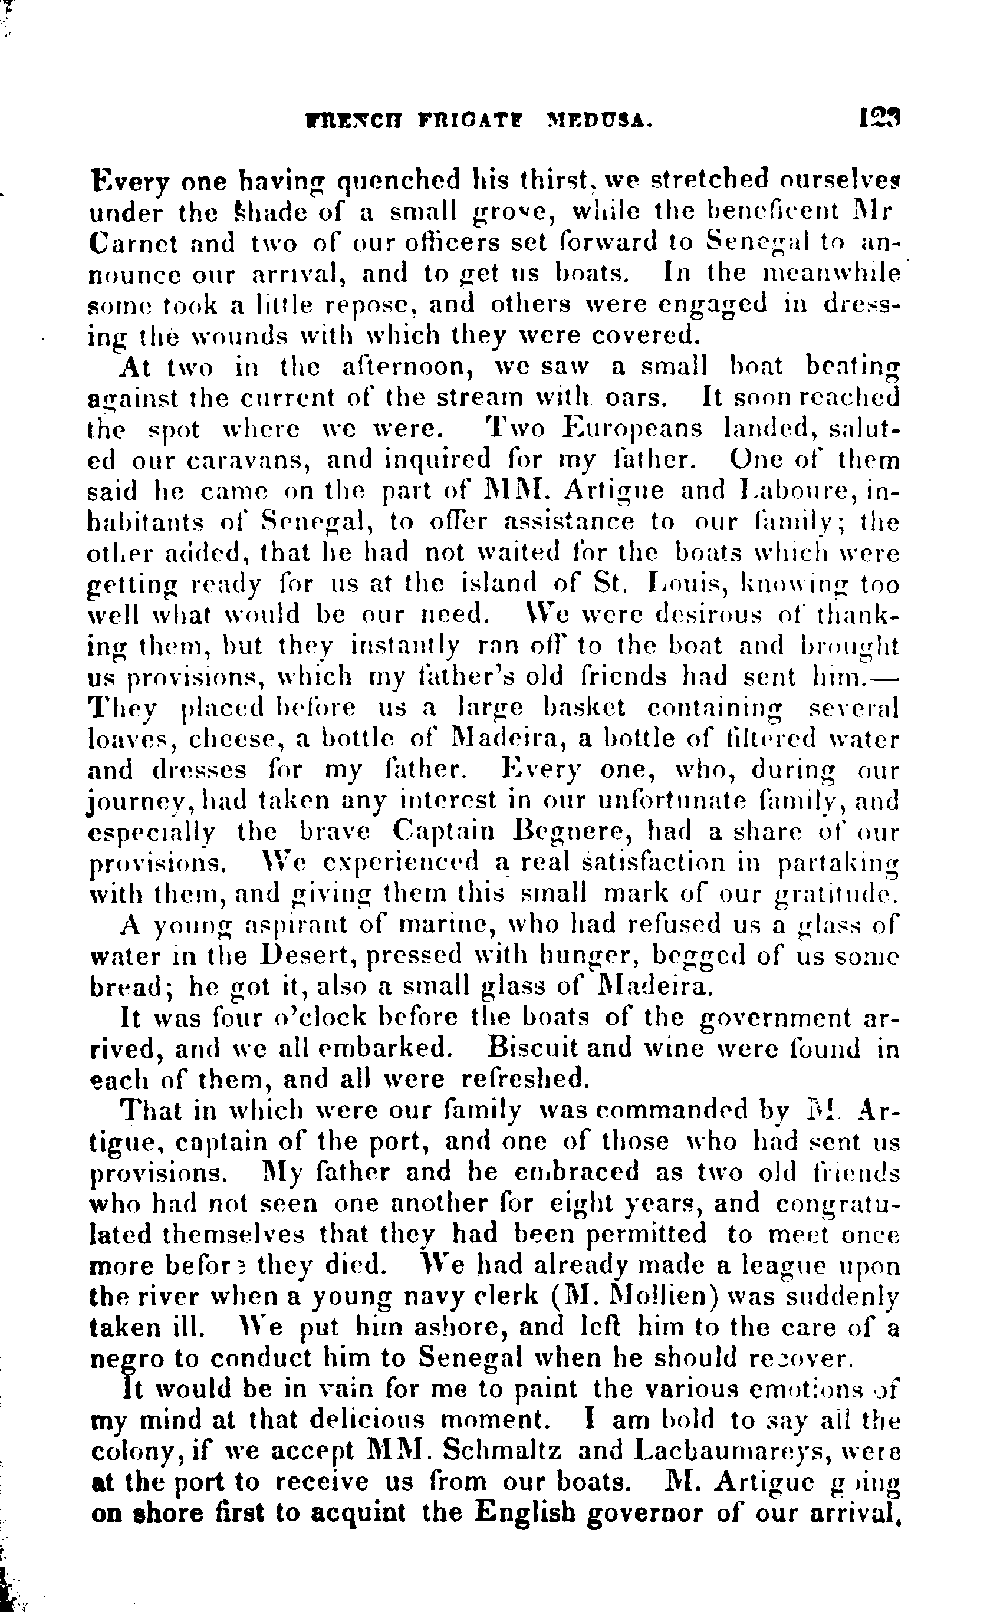 FRENCH FRIGATE MEDUSA. 123
Every one having quenched his thirst, we stretched ourselves
under the shade of a small grove, while the beneficent Mr
Carnet and two of our officers set forward to Senegal to an-
nounce our arrival, and to get us boats. In the meanwhile
some took a little repose, and others were engaged in dress-
ing the wounds with which they were covered.
At two in the afternoon, we saw a small boat beating
against the current of the stream with oars. It soon reached
the spot where we were. Two Europeans landed, salut-
ed our caravans, and inquired for my father. One of them
said he came on the part of MM. Artigue and Laboure, in-
habitants of Senegal, to offer assistance to our family; the
other added, that he had not waited for the boats which were
getting ready for us at the island of St. Louis, knowing too
well what would be our need. We were desirous of thank-
ing them, but they instantly ran off to the boat and brought
us provisions, which my father's old friends had sent him.—
They placed before us a large basket containing several
loaves, cheese, a bottle of Madeira, a bottle of filtered water
and dresses for my father. Every one, who, during our
journey, had taken any interest in our unfortunate family, and
especially the brave Captain Begnere, had a share of our
provisions. We experienced a real satisfaction in partaking
with them, and giving them this small mark of our gratitude.
A young aspirant of marine, who had refused us a glass of
water in the Desert, pressed with hunger, begged of us some
bread; he got it, also a small glass of Madeira.
It was four o'clock before the boats of the government ar-
rived, and we all embarked. Biscuit and wine were found in
each of them, and all were refreshed.
That in which were our family was commanded by M. Ar-
tigue, captain of the port, and one of those who had sent us
provisions. My father and he embraced as two old friends
who had not seen one another for eight years, and congratu-
lated themselves that they had been permitted to meet once
more before they died. We had already made a league upon
the river when a young navy clerk (M. Mollien) was suddenly
taken ill. We put him ashore, and left him to the care of a
negro to conduct him to Senegal when he should recover.
It would be in vain for me to paint the various emotions of
my mind at that delicious moment. I am bold to say all the
colony, if we accept MM. Schmaltz and Lachaumareys, were
at the port to receive us from our boats. M. Artigue going
on shore first to acquint the English governor of our arrival,